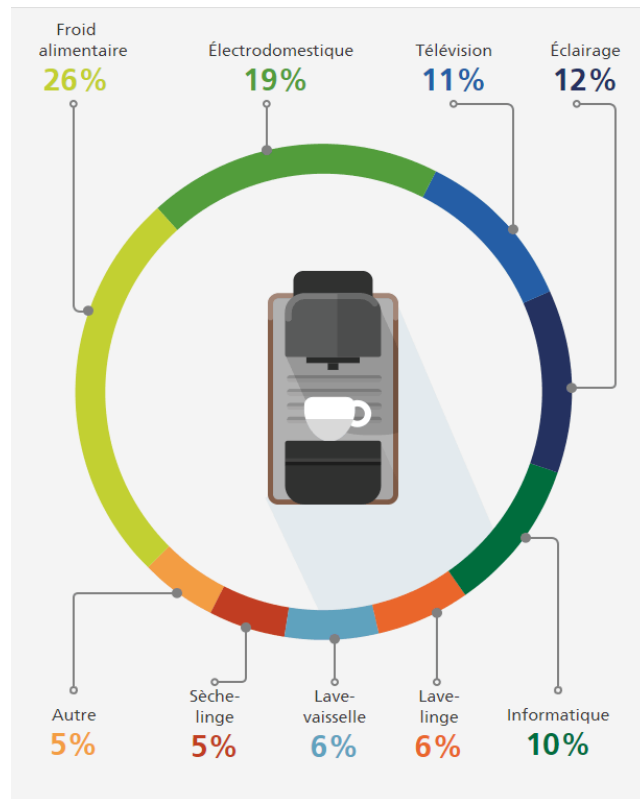 Froid
alimentaire
26%
Électrodomestique
19%
Télévision
11%
Éclairage
12%
Autre
5%
Sèche-
linge
5%
Lave-
vaisselle
6%
Lave-
linge
6%
Informatique
10%